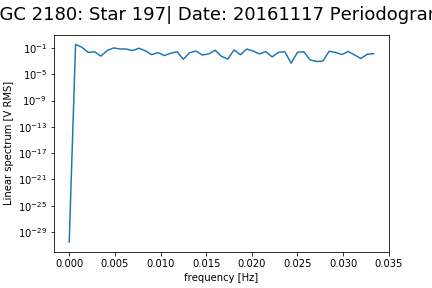 GC 2180: Star 197| Date: 20161117 Periodogram
Linear spectrum [V RMS]
10⁻¹
10⁻⁵
10⁻⁹
10⁻¹³
10⁻¹⁷
10⁻²¹
10⁻²⁵
10⁻²⁹
0.000 0.005 0.010 0.015 0.020 0.025 0.030 0.035
frequency [Hz]